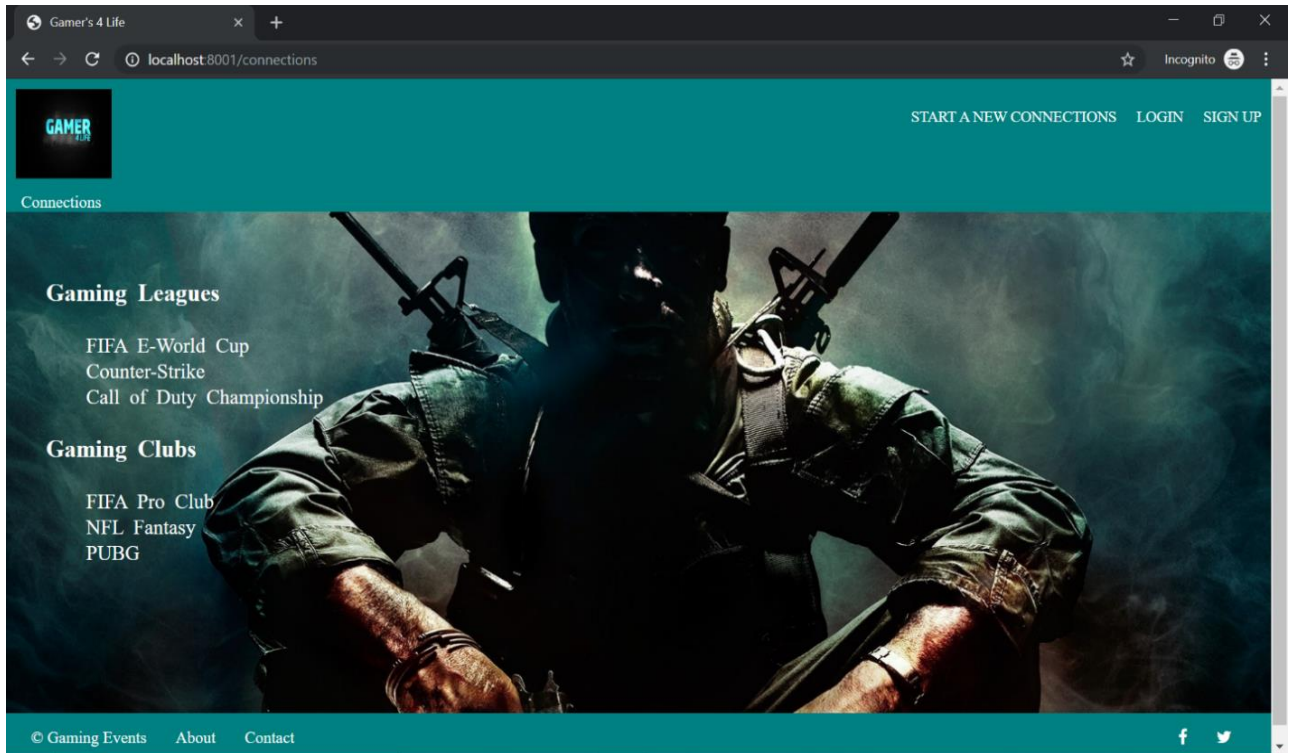 Gamer's 4 Life
localhost:8001/connections
Incognito
GAMER
4 LIFE
START A NEW CONNECTIONS LOGIN SIGN UP
Connections
Gaming Leagues
FIFA E-World Cup
Counter-Strike
Call of Duty Championship
Gaming Clubs
FIFA Pro Club
NFL Fantasy
PUBG
© Gaming Events About Contact